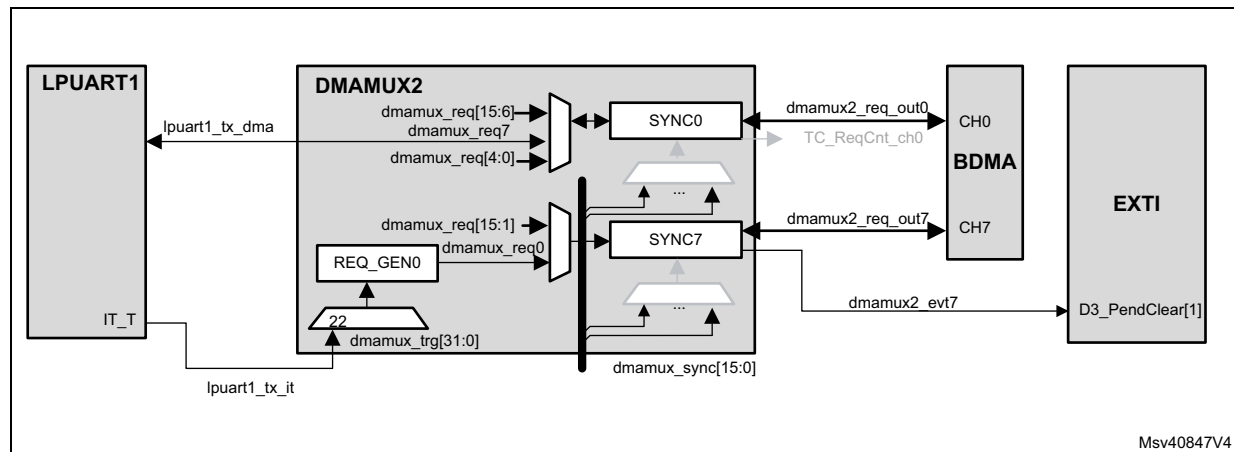 LPUART1
lpuart1_tx_dma
IT_T
lpuart1_tx_it
DMAMUX2
dmamux_req[15:6]
dmamux_req7
dmamux_req[4:0]
dmamux_req[15:1]
dmamux_req0
REQ_GEN0
22
dmamux_trg[31:0]
SYNC0
...
SYNC7
...
dmamux_sync[15:0]
dmamux2_req_out0
TC_ReqCnt_ch0
dmamux2_req_out7
dmamux2_evt7
CH0
BDMA
CH7
EXTI
D3_PendClear[1]
Msv40847V4